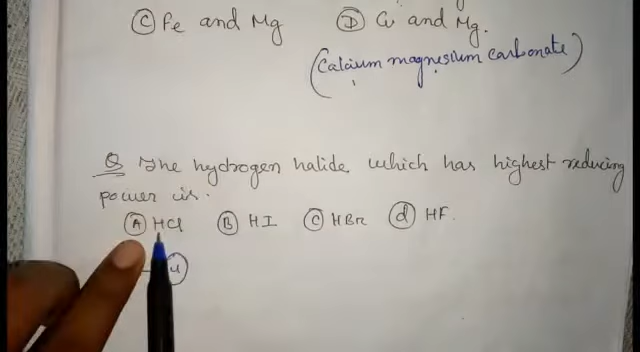 Ⓒ Fe and Mg Ⓓ Ca and Mg.
(Calcium magnesium carbonate)
Q The hydrogen halide which has highest reducing
power is.
Ⓐ HCl Ⓑ HI Ⓒ HBr ⓓ HF.